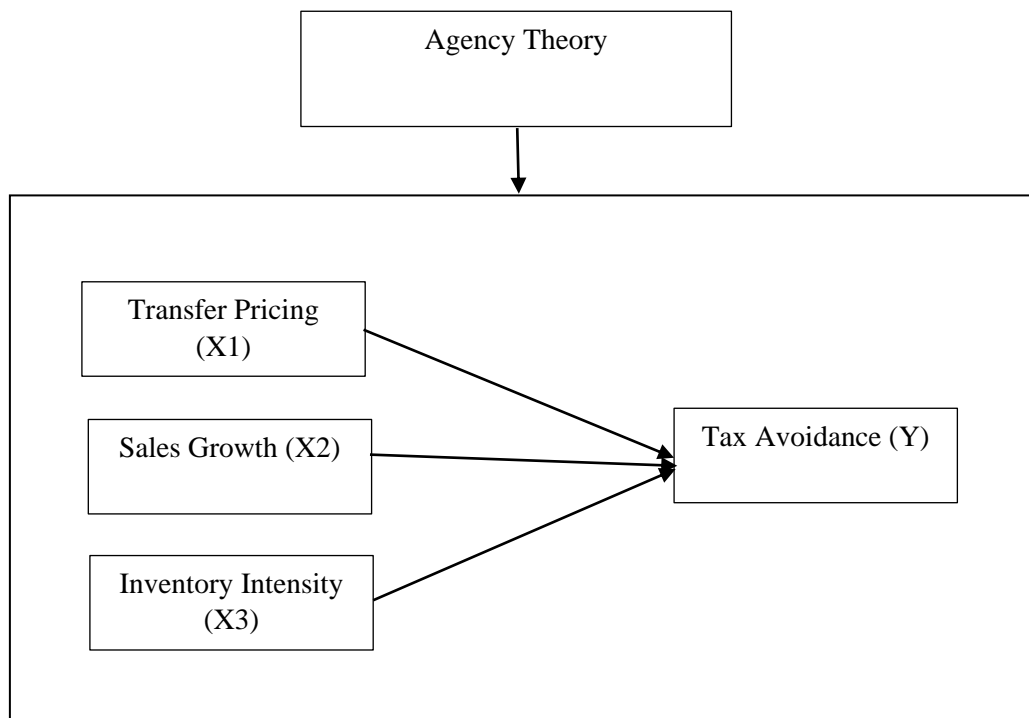 Agency Theory
Transfer Pricing
(X1)
Sales Growth (X2)
Tax Avoidance (Y)
Inventory Intensity
(X3)